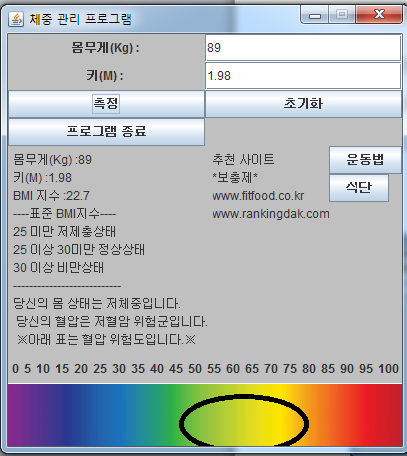 체중 관리 프로그램
몸무게(Kg) :
89
키(M) :
1.98
측정
초기화
프로그램 종료
몸무게(Kg) :89
키(M) :1.98
BMI 지수 :22.7
----표준 BMI지수----
25 미만 저제충상태
25 이상 30미만 정상상태
30 이상 비만상태
---------------------------
당신의 몸 상태는 저체중입니다.
당신의 혈압은 저혈압 위험군입니다.
※아래 표는 혈압 위험도입니다.※
추천 사이트
*보충제*
www.fitfood.co.kr
www.rankingdak.com
운동법
식단
0 5 10 15 20 25 30 35 40 45 50 55 60 65 70 75 80 85 90 95 100